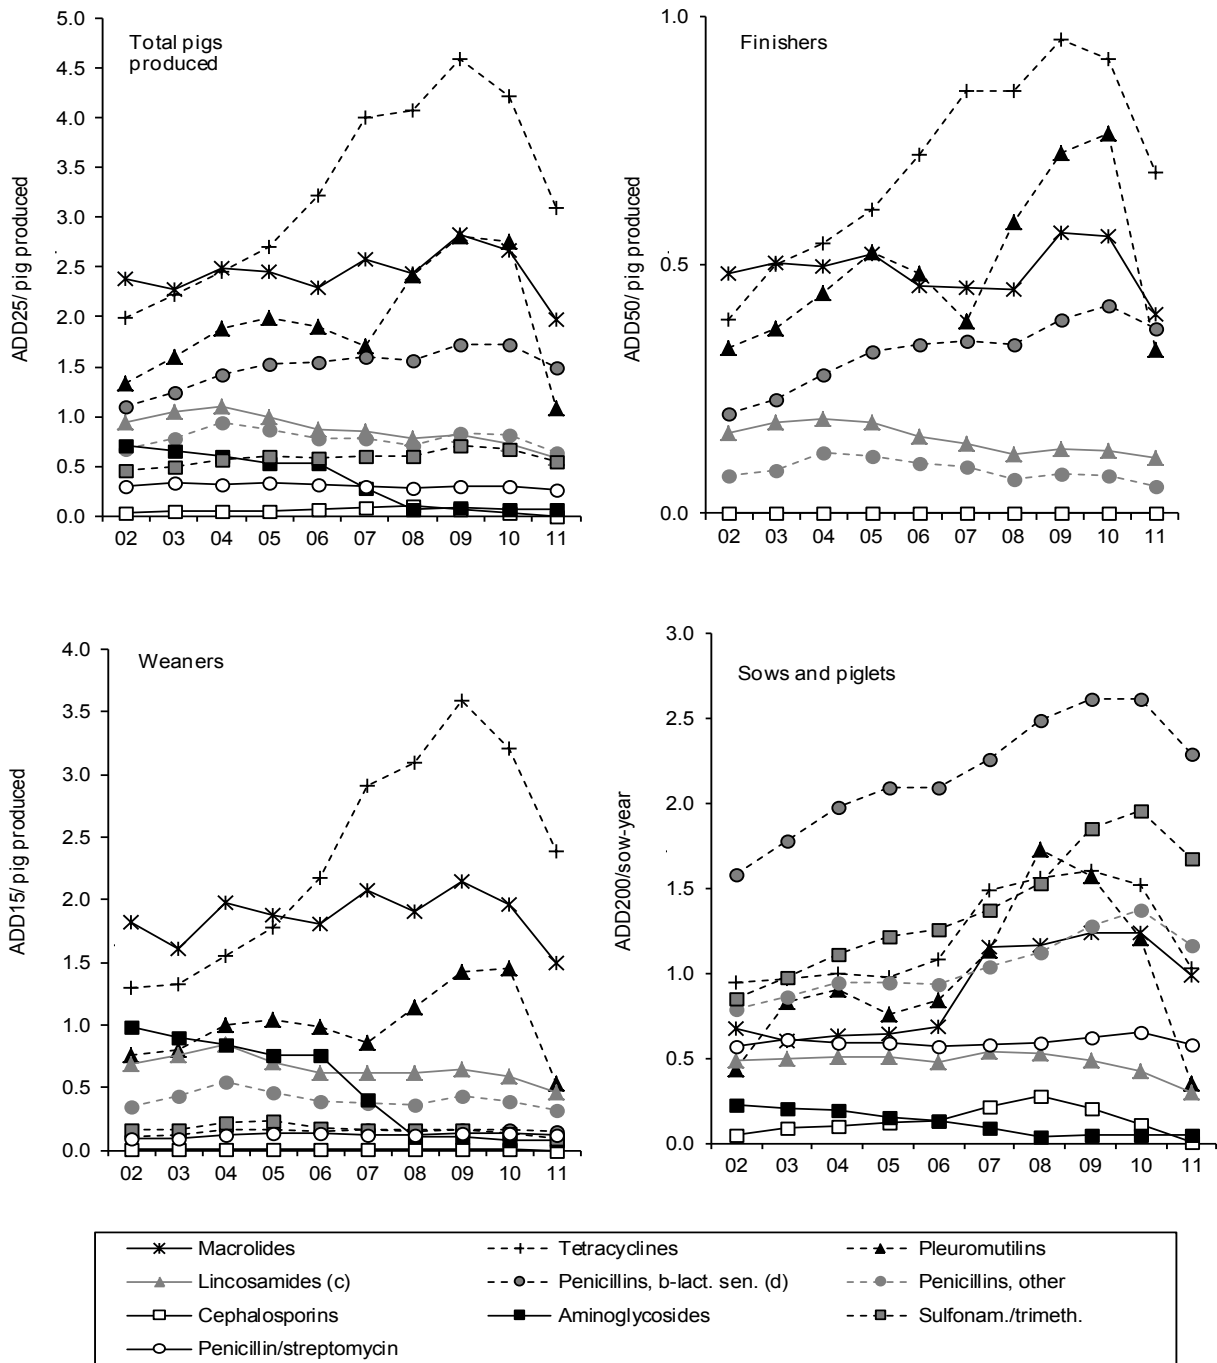 Total pigs
produced
ADD25/ pig produced
5.0
4.5
4.0
3.5
3.0
2.5
2.0
1.5
1.0
0.5
0.0
02 03 04 05 06 07 08 09 10 11
Finishers
ADD50/ pig produced
1.0
0.5
0.0
02 03 04 05 06 07 08 09 10 11
Weaners
ADD15/ pig produced
4.0
3.5
3.0
2.5
2.0
1.5
1.0
0.5
0.0
02 03 04 05 06 07 08 09 10 11
Sows and piglets
ADD200/sow-year
3.0
2.5
2.0
1.5
1.0
0.5
0.0
02 03 04 05 06 07 08 09 10 11
Macrolides Tetracyclines Pleuromutilins
Lincosamides (c) Penicillins, b-lact. sen. (d) Penicillins, other
Cephalosporins Aminoglycosides Sulfonam./trimeth.
Penicillin/streptomycin